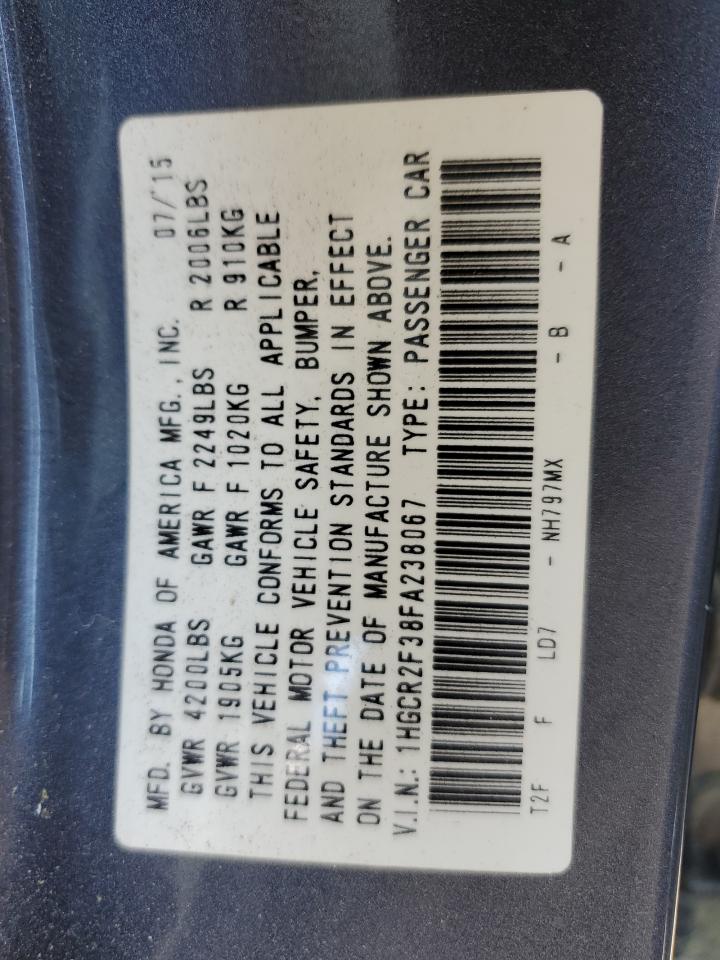 MFD. BY HONDA OF AMERICA MFG., INC. 07/'15
GVWR 4200LBS GAWR F 2249LBS R 2006LBS
GVWR 1905KG GAWR F 1020KG R 910KG
THIS VEHICLE CONFORMS TO ALL APPLICABLE
FEDERAL MOTOR VEHICLE SAFETY, BUMPER,
AND THEFT PREVENTION STANDARDS IN EFFECT
ON THE DATE OF MANUFACTURE SHOWN ABOVE.
V.I.N.: 1HGCR2F38FA238067 TYPE: PASSENGER CAR
T2F F LD7 - NH797MX - B - A